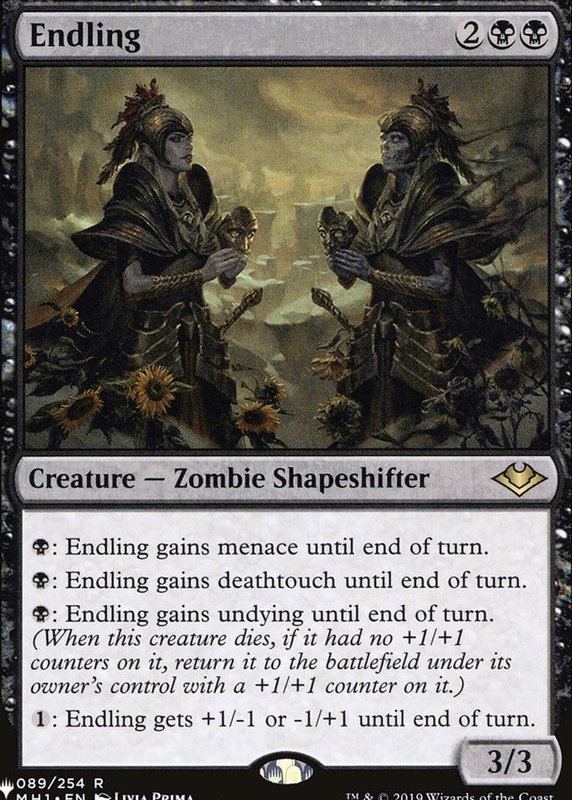 Endling 2
Creature — Zombie Shapeshifter
: Endling gains menace until end of turn.
: Endling gains deathtouch until end of turn.
: Endling gains undying until end of turn.
(When this creature dies, if it had no +1/+1
counters on it, return it to the battlefield under its
owner's control with a +1/+1 counter on it.)
1: Endling gets +1/-1 or -1/+1 until end of turn.
3/3
089/254 R
MH1 • EN LIVIA PRIMA ™ & © 2019 Wizards of the Coast